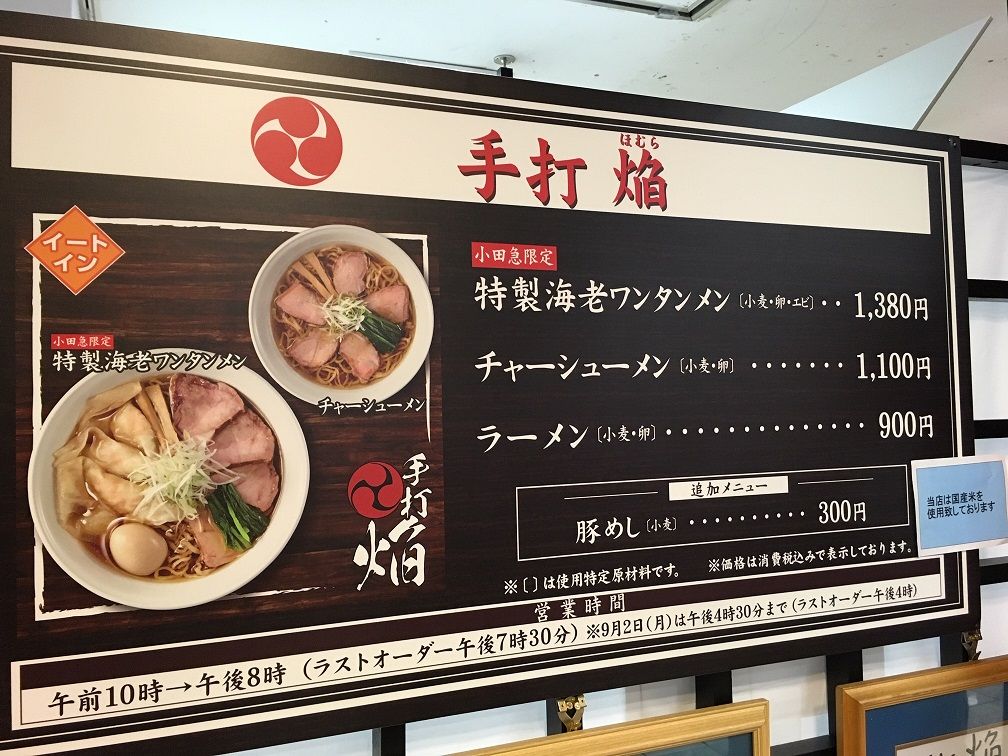 ほむら
手打 焔
イート
イン
小田急限定
特製海老ワンタンメン
チャーシューメン
手打
焔
小田急限定
特製海老ワンタンメン〔小麦・卵・エビ〕・・1,380円
チャーシューメン〔小麦・卵〕・・・・・・・1,100円
ラーメン〔小麦・卵〕・・・・・・・・・・・・・・900円
追加メニュー
豚めし〔小麦〕・・・・・・・・・・300円
当店は国産米を
使用致しております
※〔 〕は使用特定原材料です。 ※価格は消費税込みで表示しております。
営業時間
午前10時→午後8時（ラストオーダー午後7時30分）※9月2日（月）は午後4時30分まで（ラストオーダー午後4時）
焔